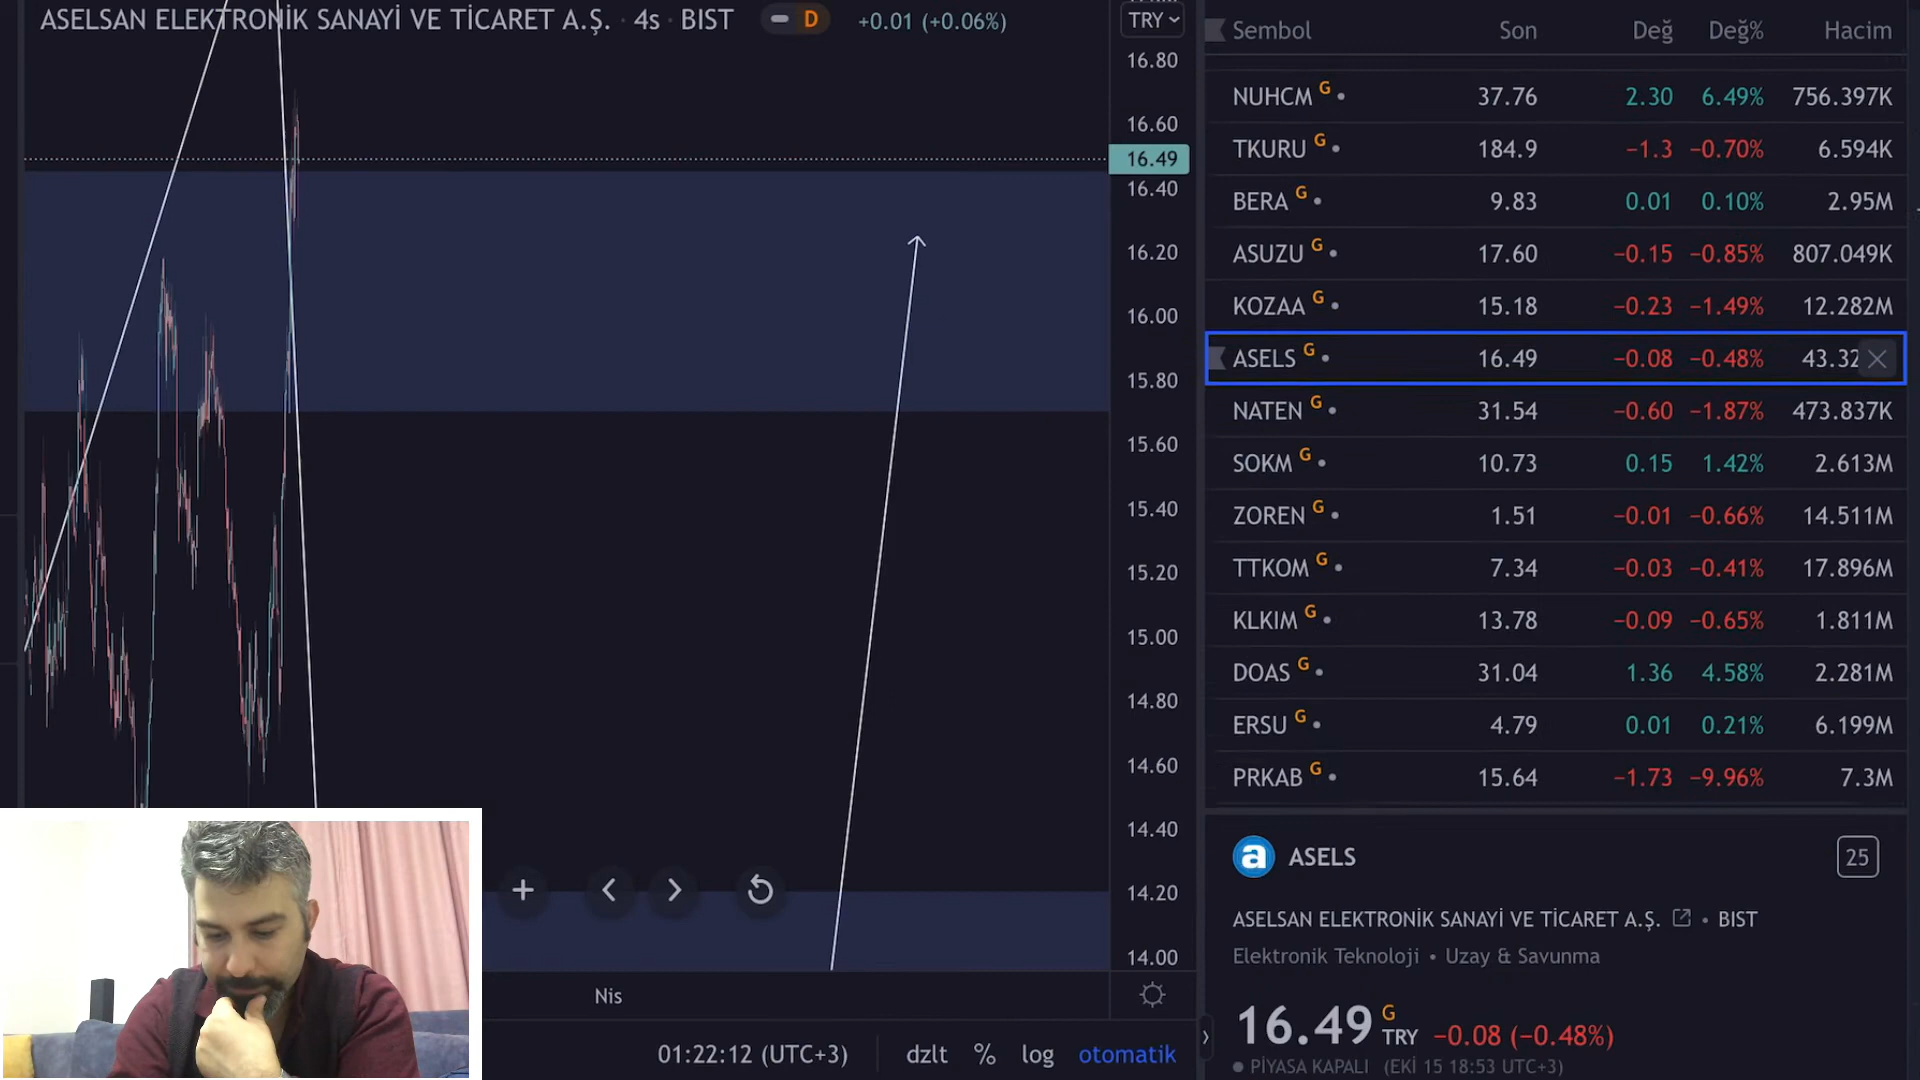 ASELSAN ELEKTRONİK SANAYİ VE TİCARET A.Ş. · 4s · BIST D +0.01 (+0.06%)
TRY
16.80
16.60
16.49
16.40
16.20
16.00
15.80
15.60
15.40
15.20
15.00
14.80
14.60
14.40
14.20
14.00
Nis
01:22:12 (UTC+3) dzlt % log otomatik
Sembol Son Değ Değ% Hacim
NUHCM G 37.76 2.30 6.49% 756.397K
TKURU G 184.9 −1.3 −0.70% 6.594K
BERA G 9.83 0.01 0.10% 2.95M
ASUZU G 17.60 −0.15 −0.85% 807.049K
KOZAA G 15.18 −0.23 −1.49% 12.282M
ASELS G 16.49 −0.08 −0.48% 43.32
NATEN G 31.54 −0.60 −1.87% 473.837K
SOKM G 10.73 0.15 1.42% 2.613M
ZOREN G 1.51 −0.01 −0.66% 14.511M
TTKOM G 7.34 −0.03 −0.41% 17.896M
KLKIM G 13.78 −0.09 −0.65% 1.811M
DOAS G 31.04 1.36 4.58% 2.281M
ERSU G 4.79 0.01 0.21% 6.199M
PRKAB G 15.64 −1.73 −9.96% 7.3M
a ASELS 25
ASELSAN ELEKTRONİK SANAYİ VE TİCARET A.Ş. • BIST
Elektronik Teknoloji • Uzay & Savunma
16.49 G TRY −0.08 (−0.48%)
PİYASA KAPALI (EKİ 15 18:53 UTC+3)